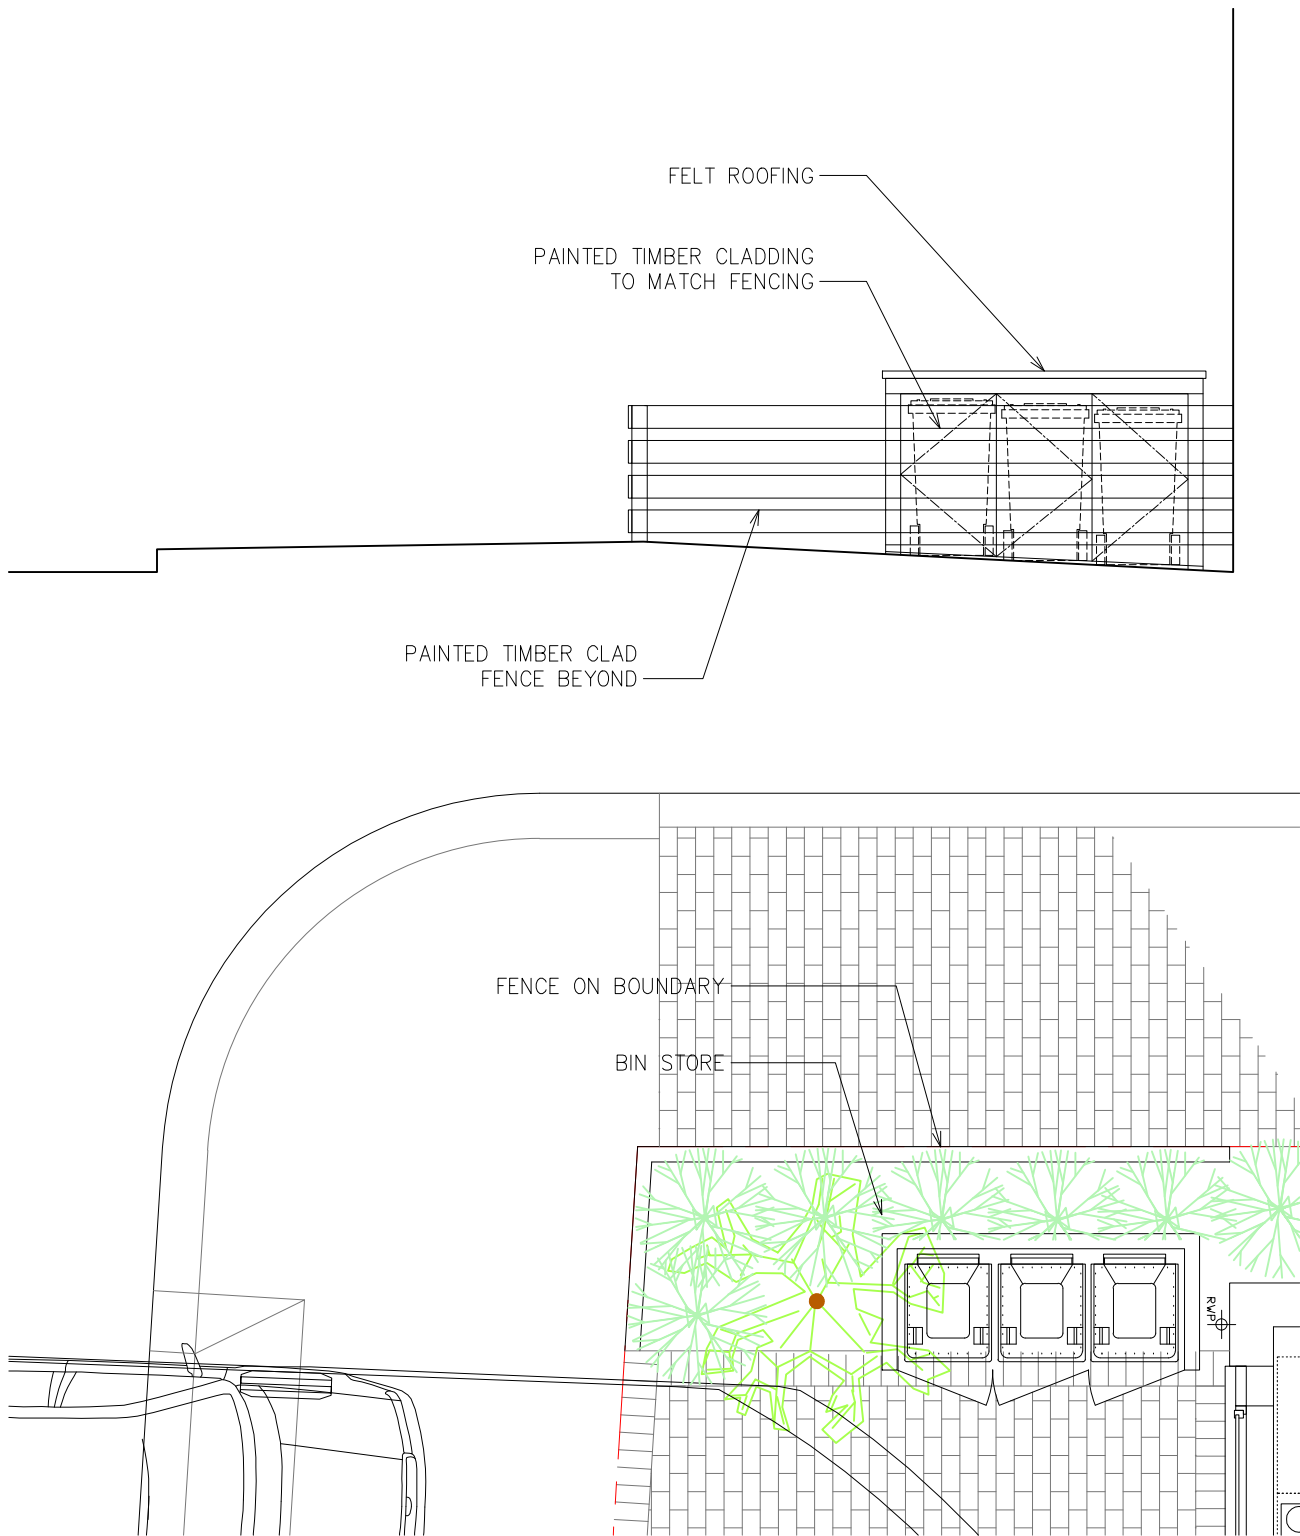 FELT ROOFING
PAINTED TIMBER CLADDING
TO MATCH FENCING
PAINTED TIMBER CLAD
FENCE BEYOND
FENCE ON BOUNDARY
BIN STORE
RWP